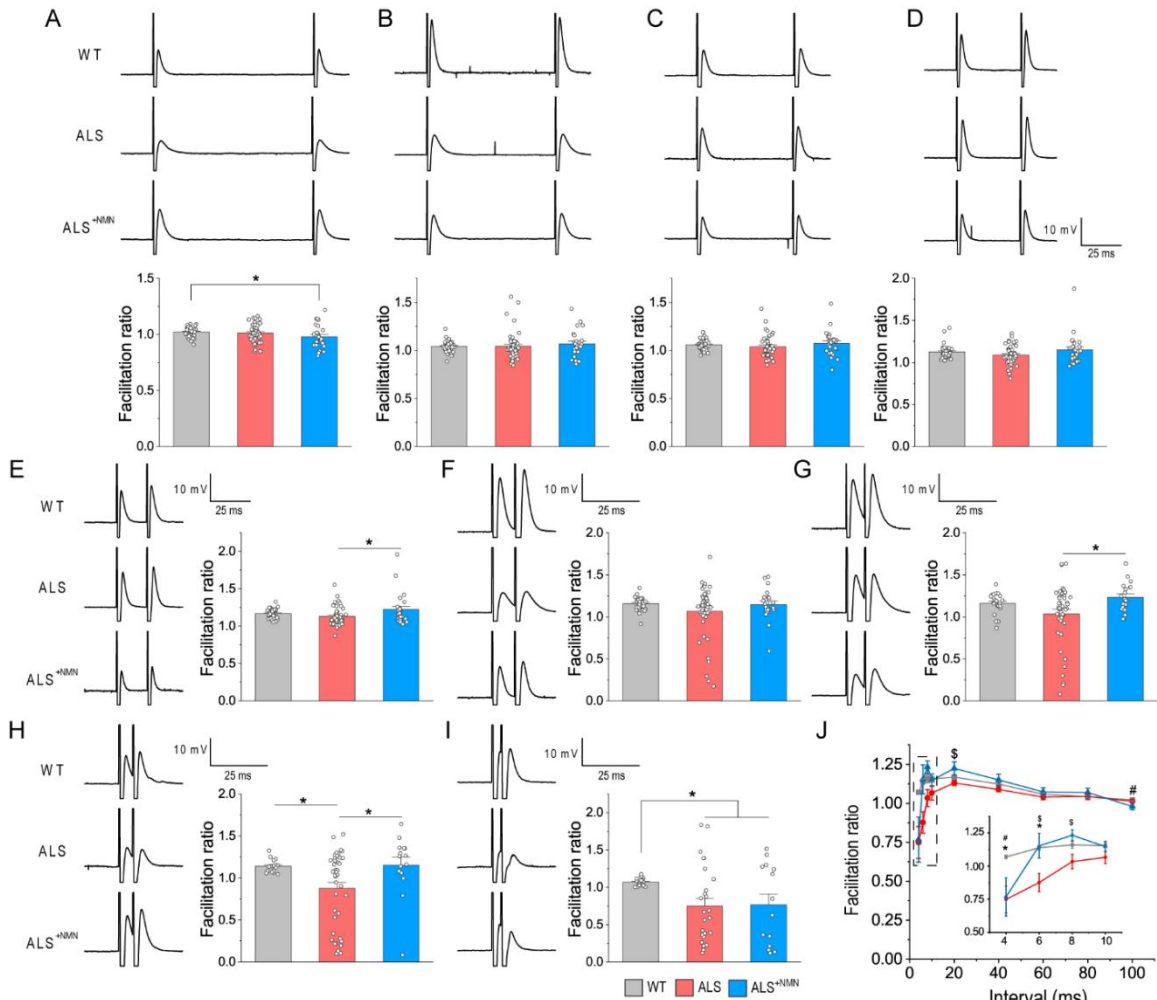 A
B
C
D
WT
ALS
ALS+NMN
10 mV
25 ms
Facilitation ratio
1.5
1.0
0.5
0.0
*
Facilitation ratio
1.5
1.0
0.5
0.0
Facilitation ratio
1.5
1.0
0.5
0.0
Facilitation ratio
2.0
1.5
1.0
0.5
0.0
E
F
G
WT
ALS
ALS+NMN
10 mV
25 ms
Facilitation ratio
2.0
1.5
1.0
0.5
0.0
*
10 mV
25 ms
Facilitation ratio
2.0
1.5
1.0
0.5
0.0
10 mV
25 ms
Facilitation ratio
2.0
1.5
1.0
0.5
0.0
*
H
I
J
WT
ALS
ALS+NMN
10 mV
25 ms
Facilitation ratio
2.0
1.5
1.0
0.5
0.0
* *
10 mV
25 ms
Facilitation ratio
2.0
1.5
1.0
0.5
0.0
*
Facilitation ratio
1.25
1.00
0.75
0.50
0.25
0.00
$
#
1.25
1.00
0.75
0.50
# * $ * $
4 6 8 10
0 20 40 60 80 100
Interval (ms)
WT ALS ALS+NMN